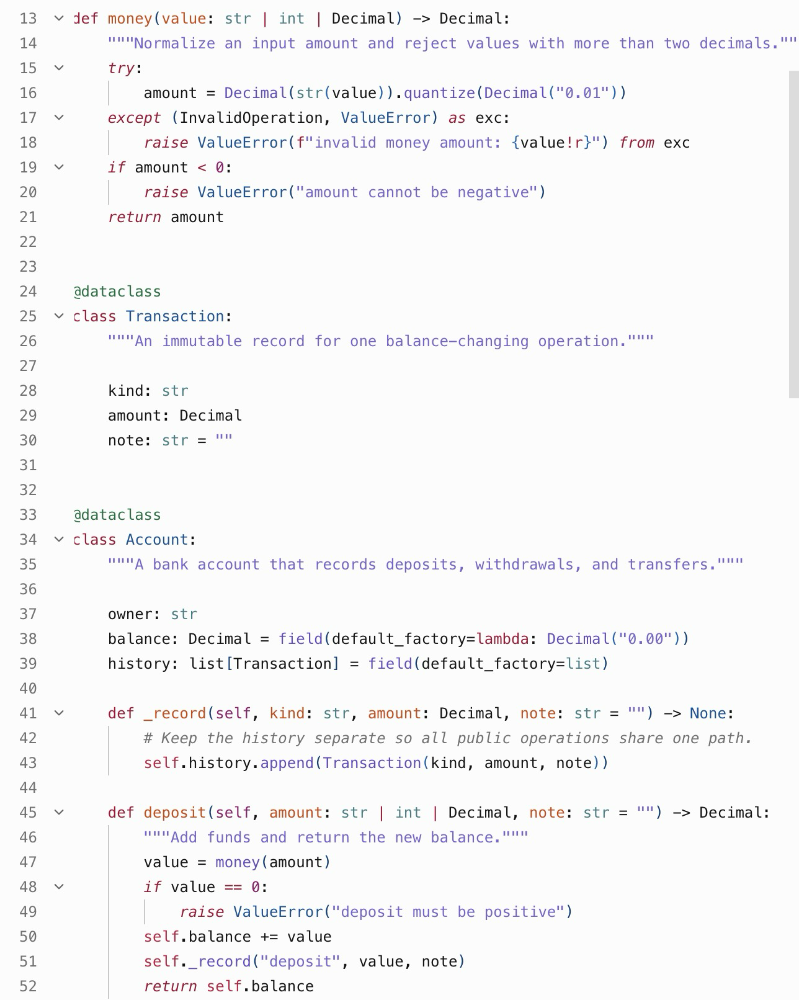 13 def money(value: str | int | Decimal) -> Decimal:
14     """Normalize an input amount and reject values with more than two decimals.""
15     try:
16         amount = Decimal(str(value)).quantize(Decimal("0.01"))
17     except (InvalidOperation, ValueError) as exc:
18         raise ValueError(f"invalid money amount: {value!r}") from exc
19     if amount < 0:
20         raise ValueError("amount cannot be negative")
21     return amount
22
23
24 @dataclass
25 class Transaction:
26     """An immutable record for one balance-changing operation."""
27
28     kind: str
29     amount: Decimal
30     note: str = ""
31
32
33 @dataclass
34 class Account:
35     """A bank account that records deposits, withdrawals, and transfers."""
36
37     owner: str
38     balance: Decimal = field(default_factory=lambda: Decimal("0.00"))
39     history: list[Transaction] = field(default_factory=list)
40
41     def _record(self, kind: str, amount: Decimal, note: str = "") -> None:
42         # Keep the history separate so all public operations share one path.
43         self.history.append(Transaction(kind, amount, note))
44
45     def deposit(self, amount: str | int | Decimal, note: str = "") -> Decimal:
46         """Add funds and return the new balance."""
47         value = money(amount)
48         if value == 0:
49             raise ValueError("deposit must be positive")
50         self.balance += value
51         self._record("deposit", value, note)
52         return self.balance